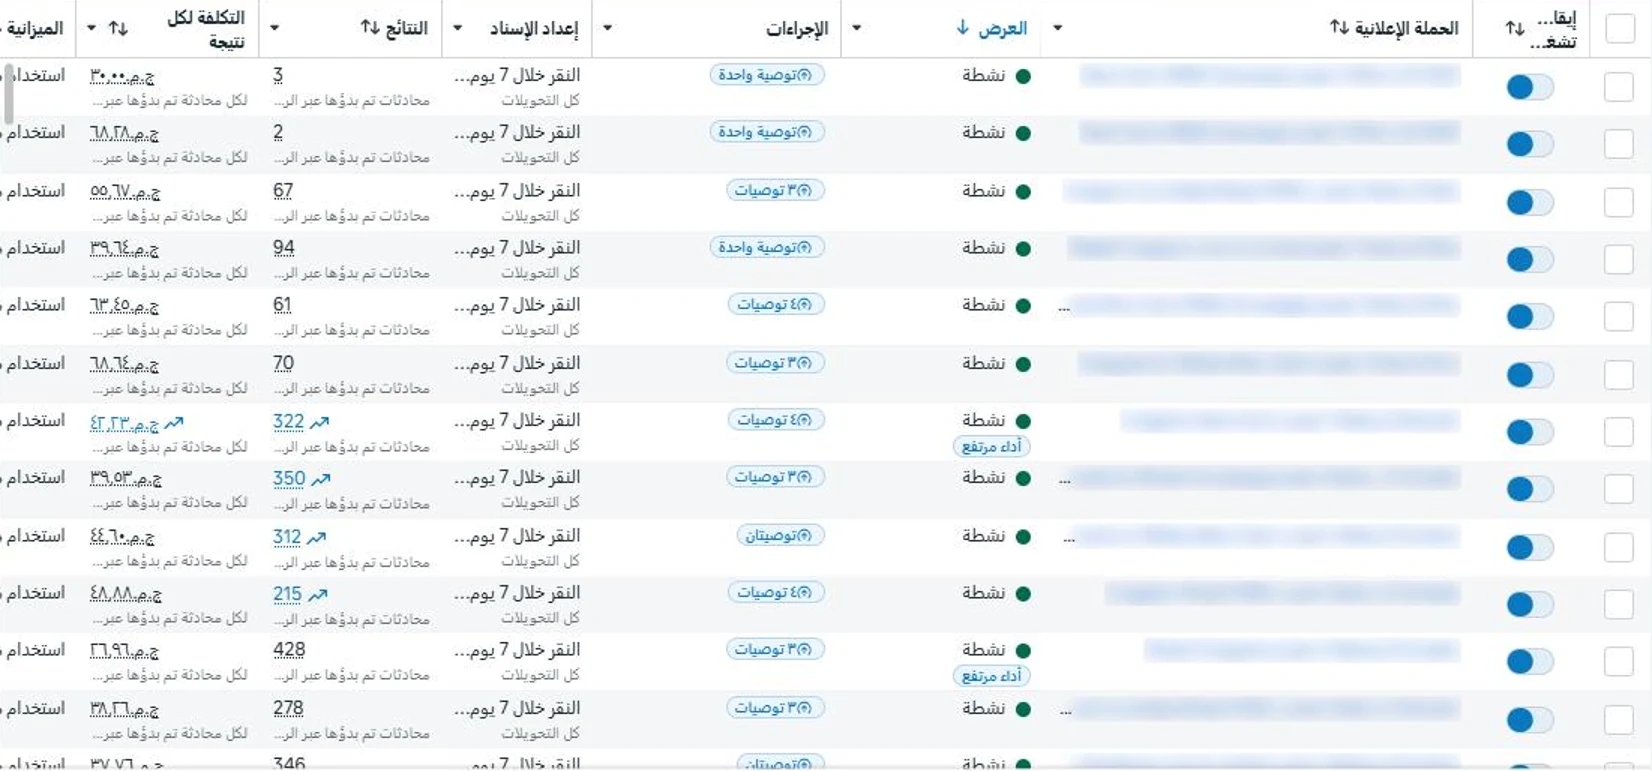 إيقا...
تشغ...
الحملة الإعلانية
العرض
الإجراءات
إعداد الإسناد
النتائج
التكلفة لكل
نتيجة
الميزانية
نشطة
توصية واحدة
النقر خلال 7 يوم...
كل التحويلات
3
محادثات تم بدؤها عبر الر...
ج.م.‏٣٠٫٠٠
لكل محادثة تم بدؤها عبر...
استخدام
نشطة
توصية واحدة
النقر خلال 7 يوم...
كل التحويلات
2
محادثات تم بدؤها عبر الر...
ج.م.‏٦٨٫٢٨
لكل محادثة تم بدؤها عبر...
استخدام
نشطة
٣ توصيات
النقر خلال 7 يوم...
كل التحويلات
67
محادثات تم بدؤها عبر الر...
ج.م.‏٥٥٫٦٧
لكل محادثة تم بدؤها عبر...
استخدام
نشطة
توصية واحدة
النقر خلال 7 يوم...
كل التحويلات
94
محادثات تم بدؤها عبر الر...
ج.م.‏٣٩٫٦٤
لكل محادثة تم بدؤها عبر...
استخدام
...
نشطة
٤ توصيات
النقر خلال 7 يوم...
كل التحويلات
61
محادثات تم بدؤها عبر الر...
ج.م.‏٦٣٫٤٥
لكل محادثة تم بدؤها عبر...
استخدام
نشطة
٣ توصيات
النقر خلال 7 يوم...
كل التحويلات
70
محادثات تم بدؤها عبر الر...
ج.م.‏٦٨٫٦٤
لكل محادثة تم بدؤها عبر...
استخدام
نشطة
أداء مرتفع
٤ توصيات
النقر خلال 7 يوم...
كل التحويلات
322
محادثات تم بدؤها عبر الر...
ج.م.‏٤٢٫٢٣
لكل محادثة تم بدؤها عبر...
استخدام
...
نشطة
٣ توصيات
النقر خلال 7 يوم...
كل التحويلات
350
محادثات تم بدؤها عبر الر...
ج.م.‏٣٩٫٥٣
لكل محادثة تم بدؤها عبر...
استخدام
...
نشطة
توصيتان
النقر خلال 7 يوم...
كل التحويلات
312
محادثات تم بدؤها عبر الر...
ج.م.‏٤٤٫٦٠
لكل محادثة تم بدؤها عبر...
استخدام
نشطة
٤ توصيات
النقر خلال 7 يوم...
كل التحويلات
215
محادثات تم بدؤها عبر الر...
ج.م.‏٤٨٫٨٨
لكل محادثة تم بدؤها عبر...
استخدام
نشطة
أداء مرتفع
٣ توصيات
النقر خلال 7 يوم...
كل التحويلات
428
محادثات تم بدؤها عبر الر...
ج.م.‏٢٦٫٩٦
لكل محادثة تم بدؤها عبر...
استخدام
...
نشطة
٣ توصيات
النقر خلال 7 يوم...
كل التحويلات
278
محادثات تم بدؤها عبر الر...
ج.م.‏٣٨٫٢٦
لكل محادثة تم بدؤها عبر...
استخدام
نشطة
توصيتان
النقر خلال 7 يوم...
346
ج.م.‏٣٧٫٧٦
استخدام